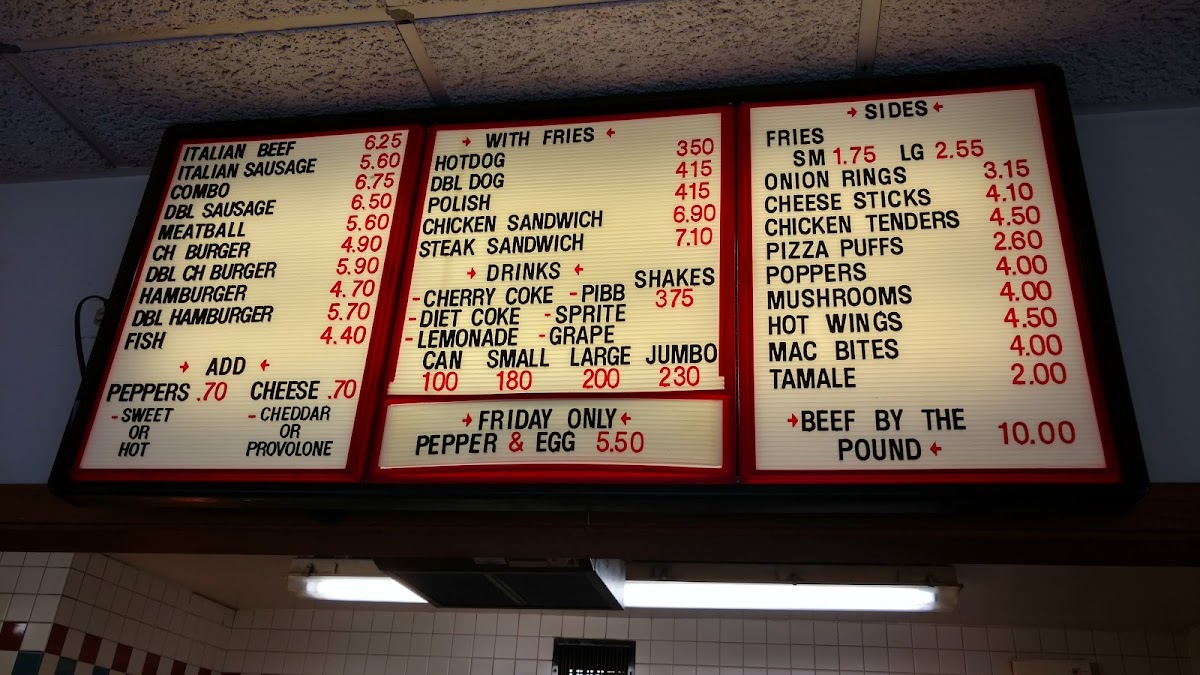 ITALIAN BEEF 6.25
ITALIAN SAUSAGE 5.60
COMBO 6.75
DBL SAUSAGE 6.50
MEATBALL 5.60
CH BURGER 4.90
DBL CH BURGER 5.90
HAMBURGER 4.70
DBL HAMBURGER 5.70
FISH 4.40
→ ADD ←
PEPPERS .70 CHEESE .70
-SWEET -CHEDDAR
OR OR
HOT PROVOLONE
→ WITH FRIES ←
HOTDOG 350
DBL DOG 415
POLISH 415
CHICKEN SANDWICH 6.90
STEAK SANDWICH 7.10
→ DRINKS ← SHAKES
-CHERRY COKE -PIBB 375
-DIET COKE -SPRITE
-LEMONADE -GRAPE
CAN SMALL LARGE JUMBO
100 180 200 230
→FRIDAY ONLY←
PEPPER & EGG 5.50
→ SIDES ←
FRIES
SM 1.75 LG 2.55
ONION RINGS 3.15
CHEESE STICKS 4.10
CHICKEN TENDERS 4.50
PIZZA PUFFS 2.60
POPPERS 4.00
MUSHROOMS 4.00
HOT WINGS 4.50
MAC BITES 4.00
TAMALE 2.00
→BEEF BY THE
POUND← 10.00